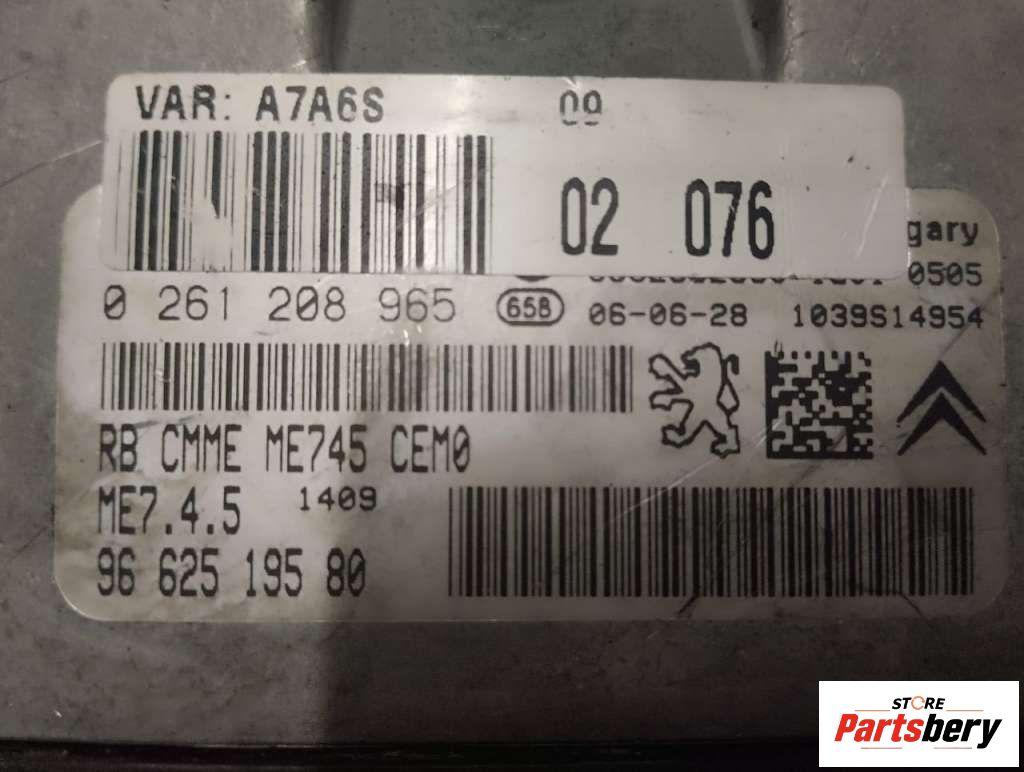 VAR: A7A6S 09
02 076
gary
0505
0 261 208 965 658 06-06-28 1039S14954
RB CMME ME745 CEM0
ME7.4.5 1409
96 625 195 80
STORE
Partsbery